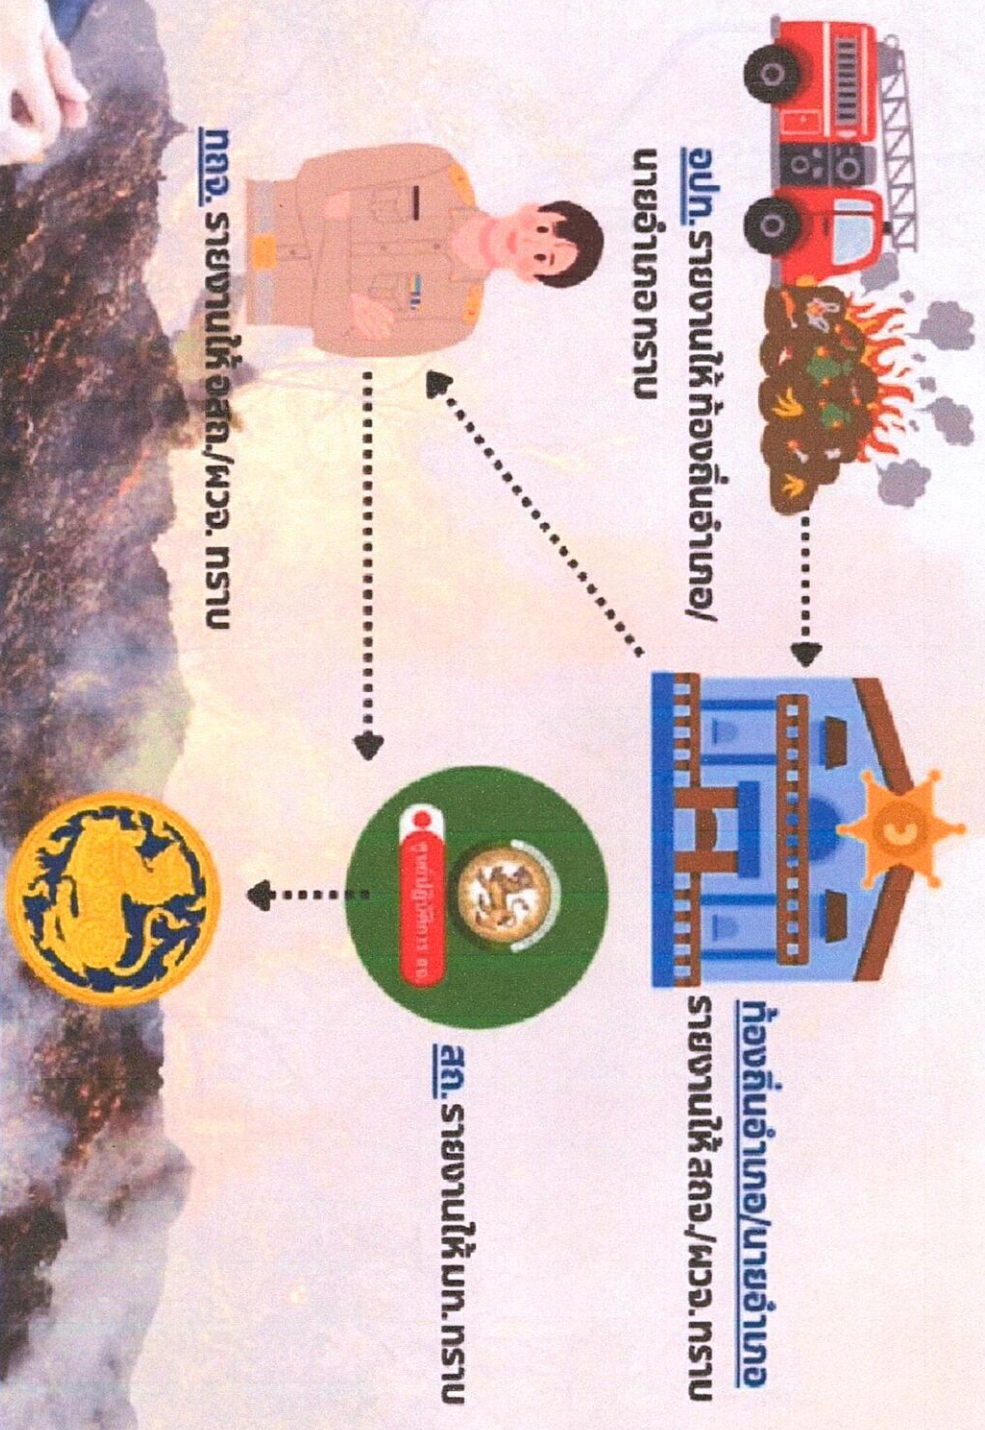 อปท. รายงานให้ ท้องถิ่นอำเภอ/
นายอำเภอ ทราบ
ท้องถิ่นอำเภอ/นายอำเภอ
รายงานให้ สถจ./ผวจ. ทราบ
ทสจ. รายงานให้ อสถ./ผวจ. ทราบ
สถ. รายงานให้ มท. ทราบ